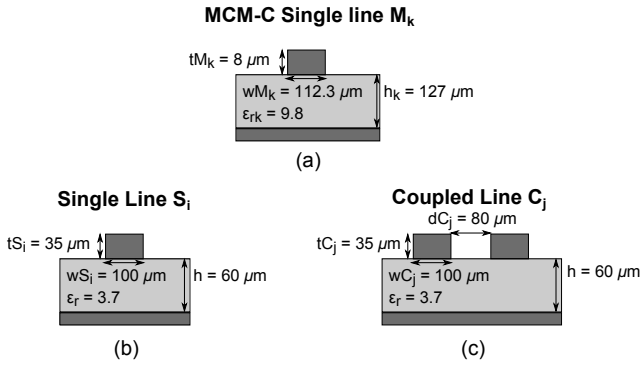 MCM-C Single line Mk
tMk = 8 µm
wMk = 112.3 µm
hk = 127 µm
εrk = 9.8
(a)
Single Line Si
Coupled Line Cj
dCj = 80 µm
tSi = 35 µm
tCj = 35 µm
wSi = 100 µm
h = 60 µm
wCj = 100 µm
h = 60 µm
εr = 3.7
εr = 3.7
(b)
(c)